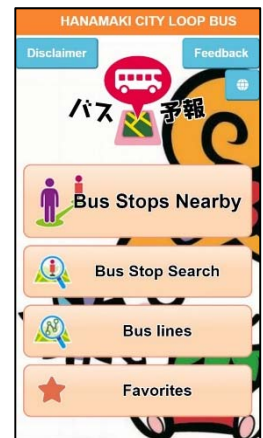 HANAMAKI CITY LOOP BUS
Disclaimer
Feedback
バス予報
Bus Stops Nearby
Bus Stop Search
Bus lines
Favorites